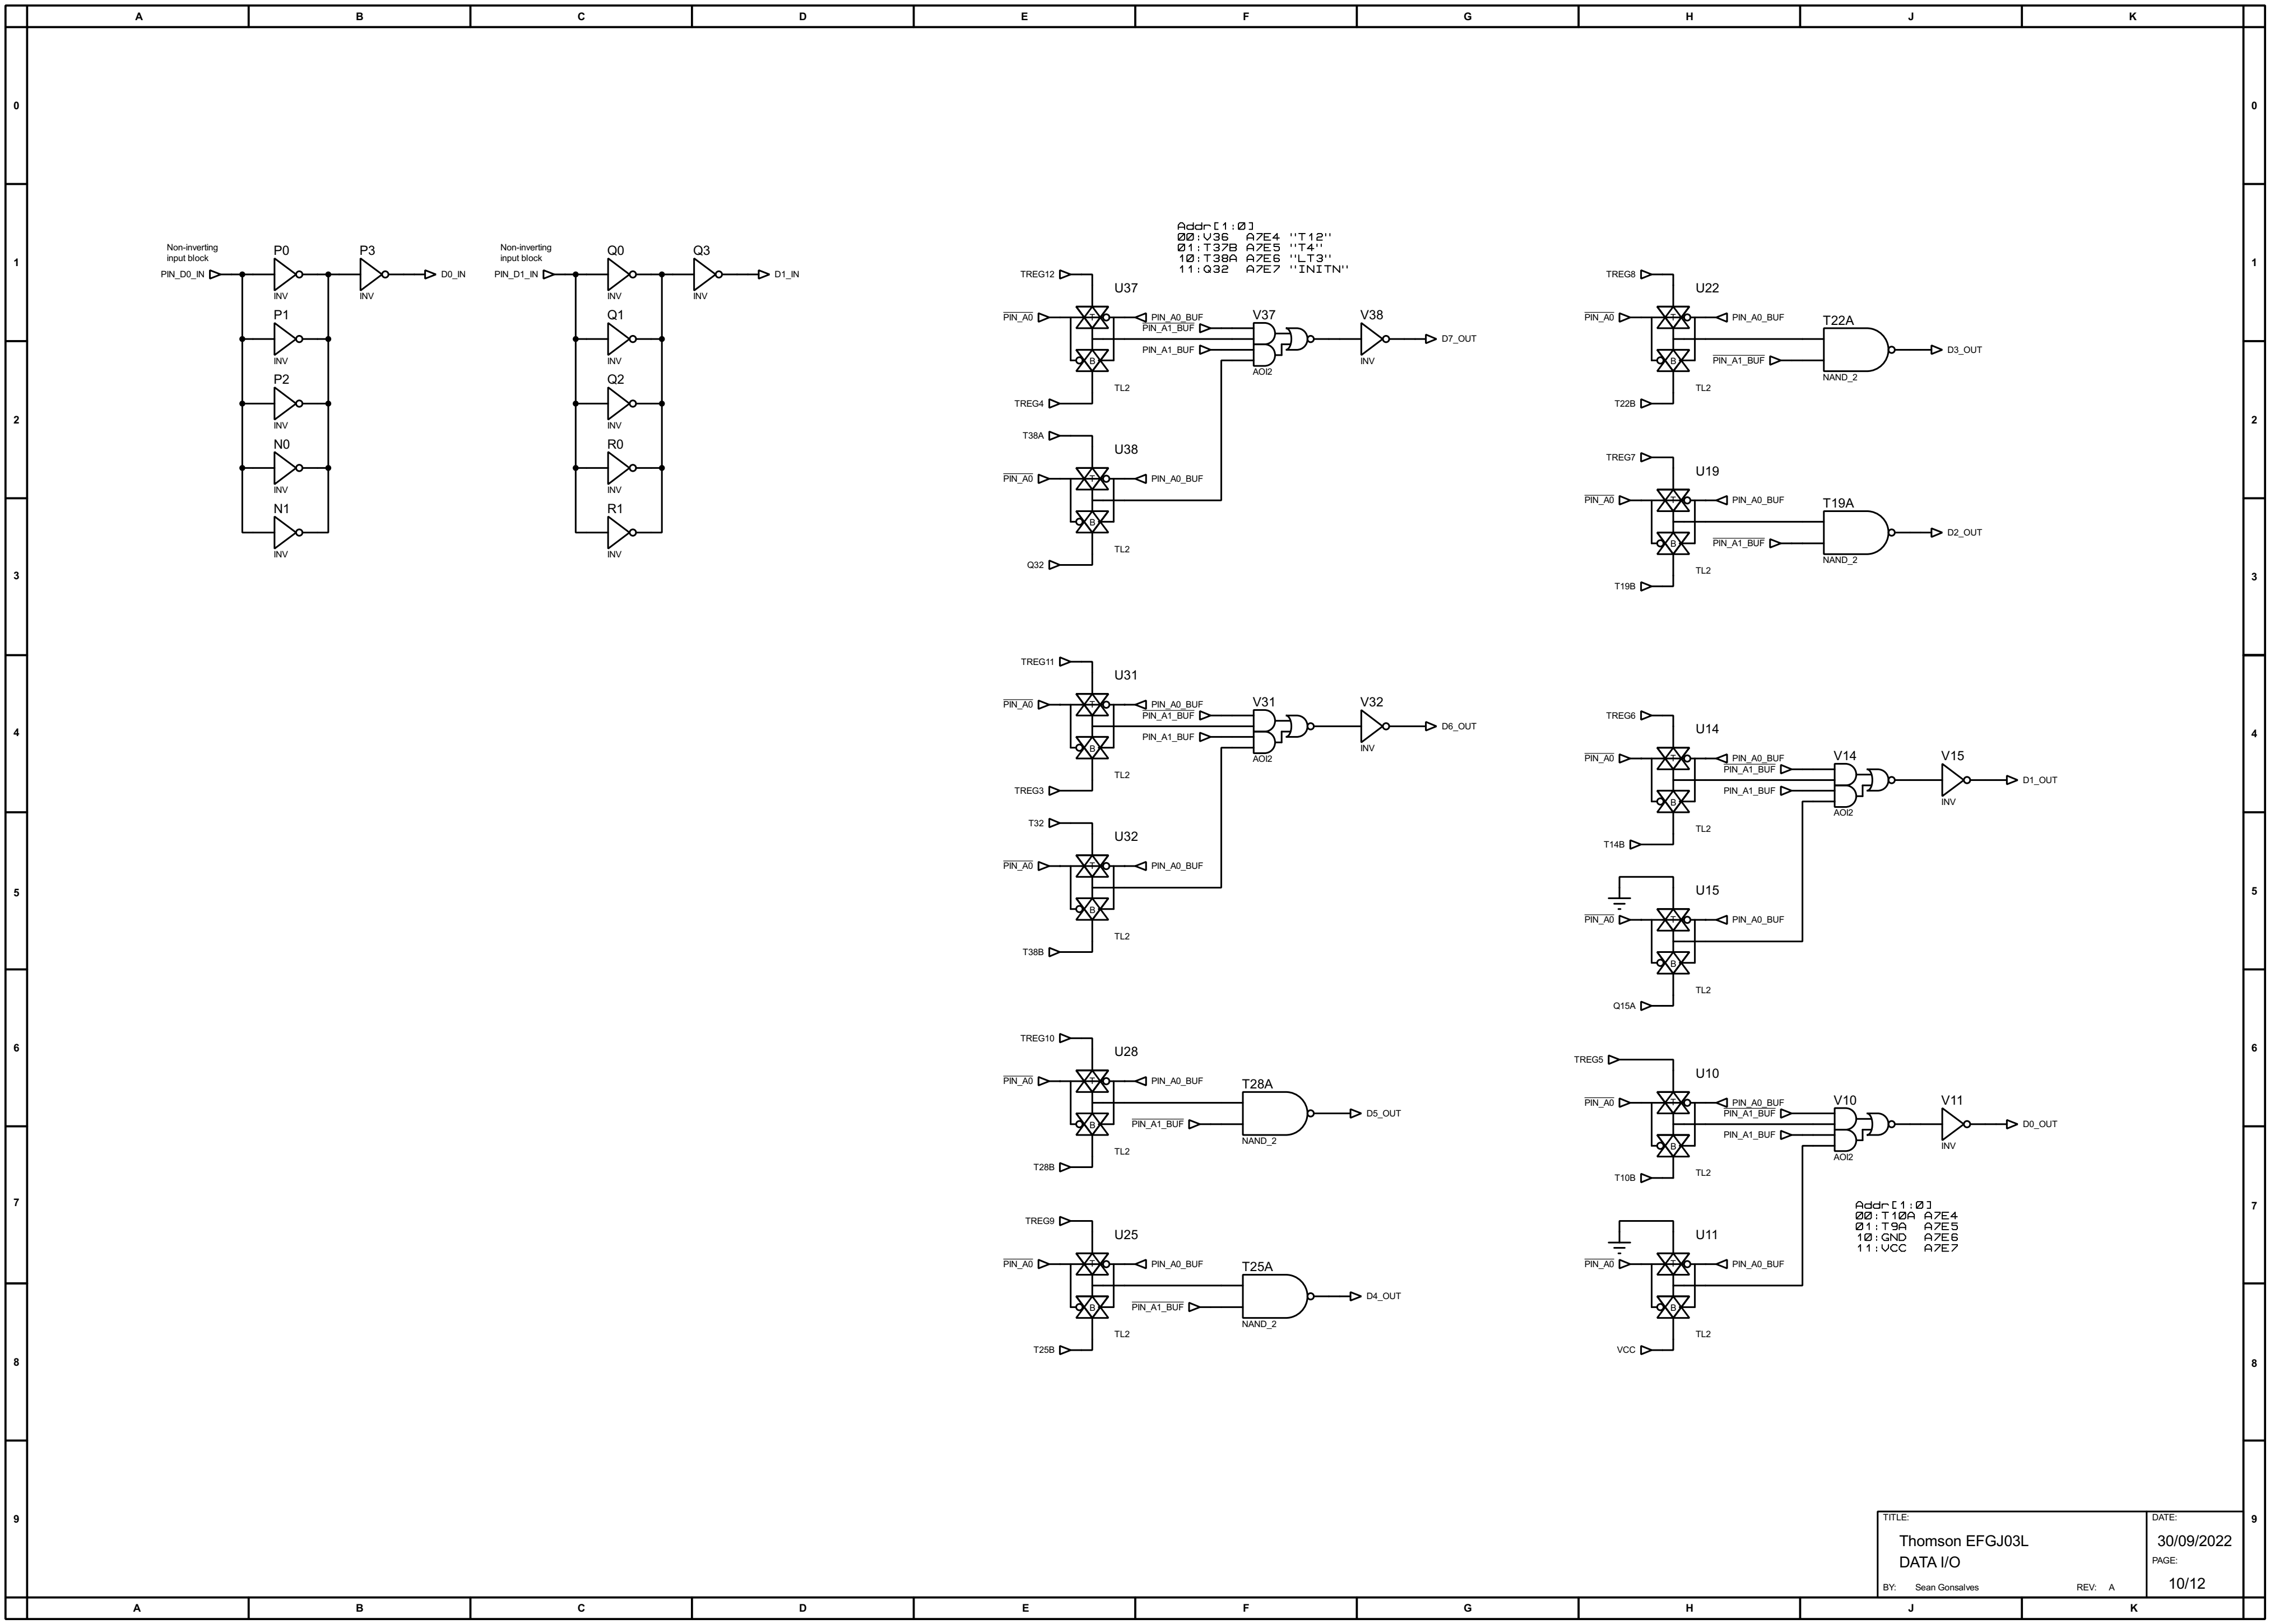 A B C D E F G H J K
0 0
1 1
2 2
3 3
4 4
5 5
6 6
7 7
8 8
9 9
Non-inverting
input block
PIN_D0_IN
P0
INV
P3
INV
D0_IN
P1
INV
P2
INV
N0
INV
N1
INV
Non-inverting
input block
PIN_D1_IN
Q0
INV
Q3
INV
D1_IN
Q1
INV
Q2
INV
R0
INV
R1
INV
Addr[1:0]
00:V36 A7E4 "T12"
01:T37B A7E5 "T4"
10:T38A A7E6 "LT3"
11:Q32 A7E7 "INITN"
TREG12
U37
PIN_A0
T
PIN_A0_BUF
PIN_A1_BUF
PIN_A1_BUF
B
TL2
TREG4
V37
AOI2
V38
INV
D7_OUT
T38A
U38
PIN_A0
T
PIN_A0_BUF
B
TL2
Q32
TREG11
U31
PIN_A0
T
PIN_A0_BUF
PIN_A1_BUF
PIN_A1_BUF
B
TL2
TREG3
V31
AOI2
V32
INV
D6_OUT
T32
U32
PIN_A0
T
PIN_A0_BUF
B
TL2
T38B
TREG10
U28
PIN_A0
T
PIN_A0_BUF
B
PIN_A1_BUF
TL2
T28B
T28A
NAND_2
D5_OUT
TREG9
U25
PIN_A0
T
PIN_A0_BUF
B
PIN_A1_BUF
TL2
T25B
T25A
NAND_2
D4_OUT
TREG8
U22
PIN_A0
T
PIN_A0_BUF
B
PIN_A1_BUF
TL2
T22B
T22A
NAND_2
D3_OUT
TREG7
U19
PIN_A0
T
PIN_A0_BUF
B
PIN_A1_BUF
TL2
T19B
T19A
NAND_2
D2_OUT
TREG6
U14
PIN_A0
T
PIN_A0_BUF
PIN_A1_BUF
PIN_A1_BUF
B
TL2
T14B
V14
AOI2
V15
INV
D1_OUT
U15
PIN_A0
T
PIN_A0_BUF
B
TL2
Q15A
TREG5
U10
PIN_A0
T
PIN_A0_BUF
PIN_A1_BUF
PIN_A1_BUF
B
TL2
T10B
V10
AOI2
V11
INV
D0_OUT
Addr[1:0]
00:T10A A7E4
01:T9A A7E5
10:GND A7E6
11:VCC A7E7
U11
PIN_A0
T
PIN_A0_BUF
B
TL2
VCC
TITLE:
Thomson EFGJ03L
DATA I/O
BY: Sean Gonsalves REV: A
DATE:
30/09/2022
PAGE:
10/12
A B C D E F G H J K